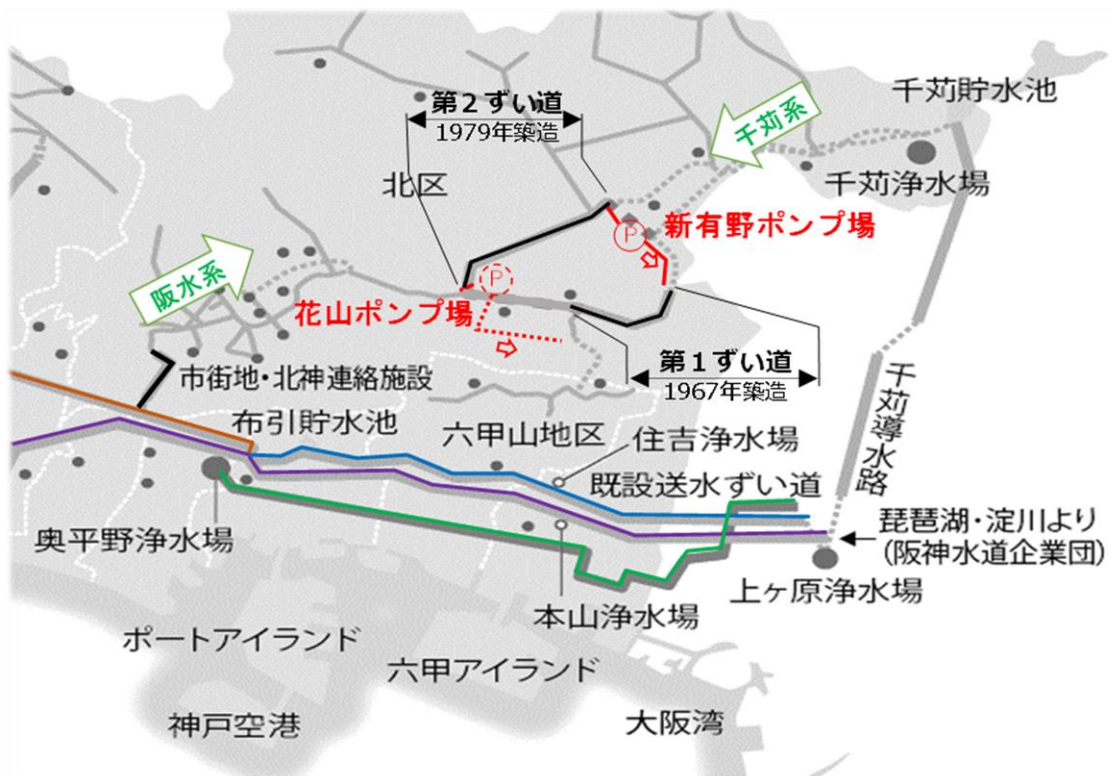 千苅貯水池
第２ずい道
1979年築造
千苅系
千苅浄水場
北区
新有野ポンプ場
P
阪水系
P
花山ポンプ場
第１ずい道
1967年築造
市街地・北神連絡施設
千苅導水路
布引貯水池
六甲山地区
住吉浄水場
既設送水ずい道
奥平野浄水場
琵琶湖・淀川より
(阪神水道企業団)
上ヶ原浄水場
本山浄水場
ポートアイランド
六甲アイランド
神戸空港
大阪湾